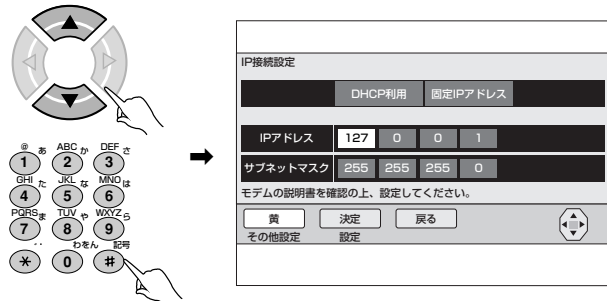 @ あ ABC か DEF さ
1 2 3
GHI た JKL な MNO は
4 5 6
PQRS ま TUV や WXYZ ら
7 8 9
゛゜ わをん 記号
* 0 #
IP接続設定
DHCP利用 固定IPアドレス
IPアドレス 127 0 0 1
サブネットマスク 255 255 255 0
モデムの説明書を確認の上、設定してください。
黄 決定 戻る
その他設定 設定